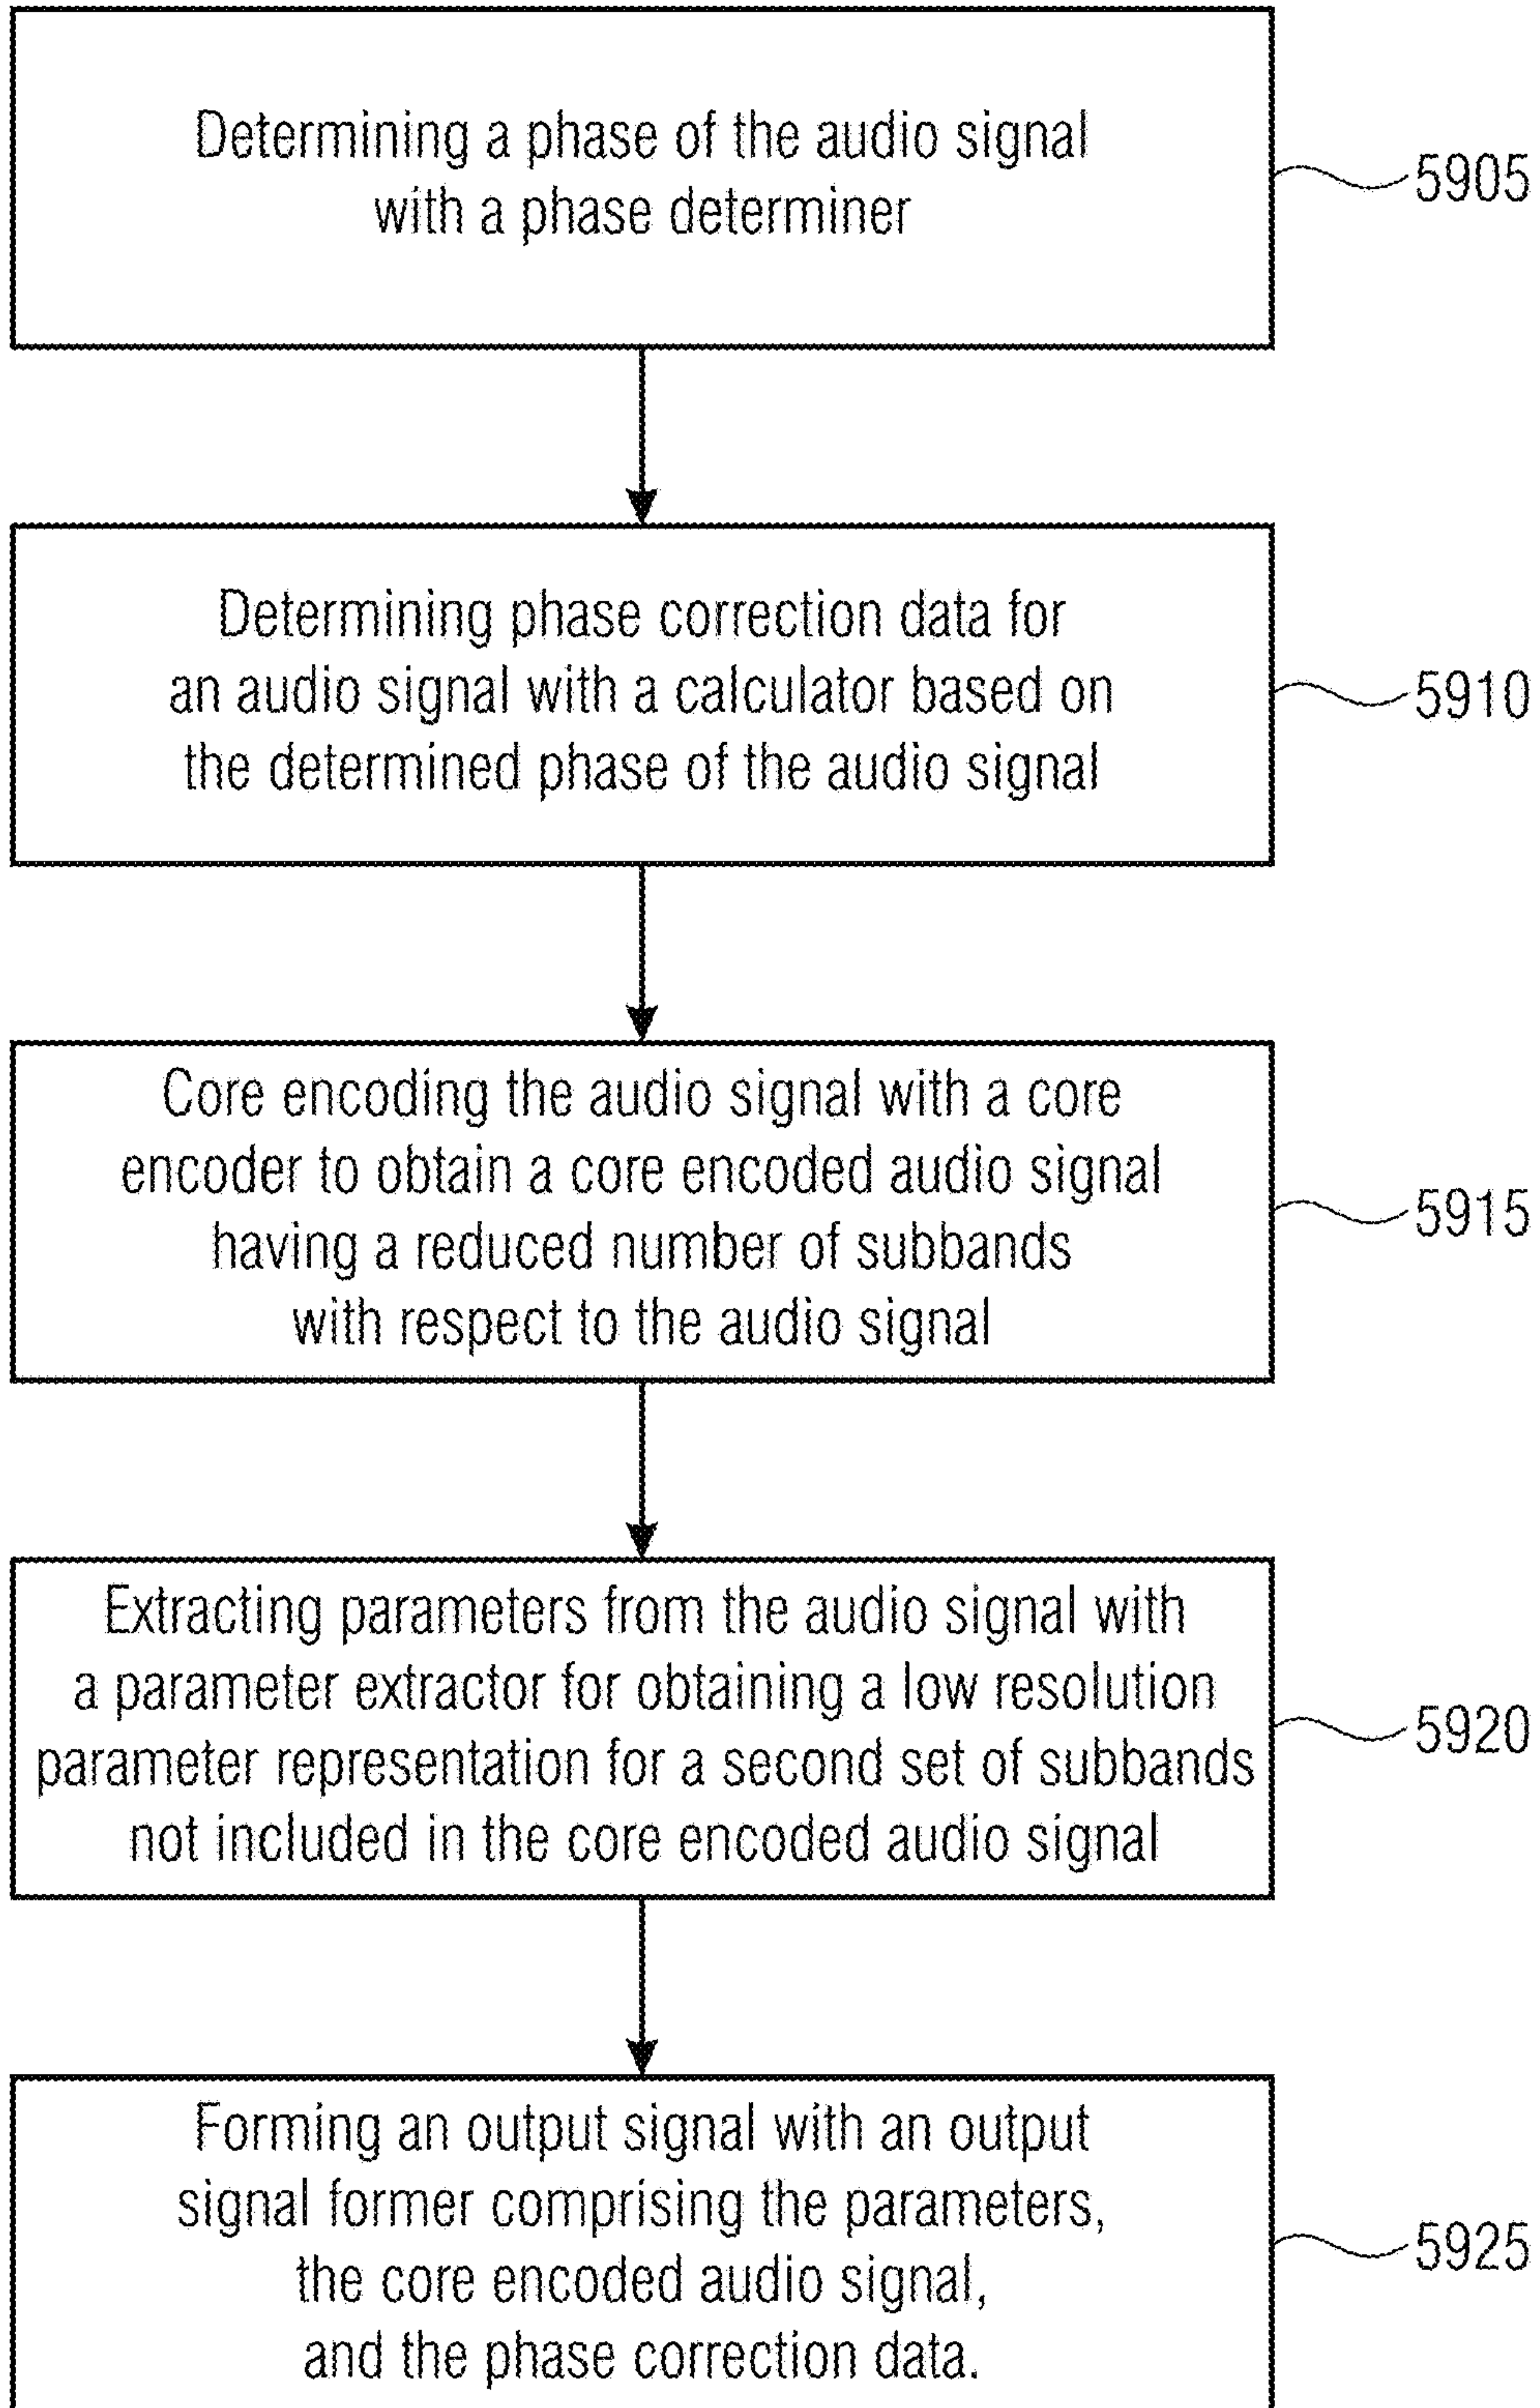 Determining a phase of the audio signal
with a phase determiner
5905
Determining phase correction data for
an audio signal with a calculator based on
the determined phase of the audio signal
5910
Core encoding the audio signal with a core
encoder to obtain a core encoded audio signal
having a reduced number of subbands
with respect to the audio signal
5915
Extracting parameters from the audio signal with
a parameter extractor for obtaining a low resolution
parameter representation for a second set of subbands
not included in the core encoded audio signal
5920
Forming an output signal with an output
signal former comprising the parameters,
the core encoded audio signal,
and the phase correction data.
5925